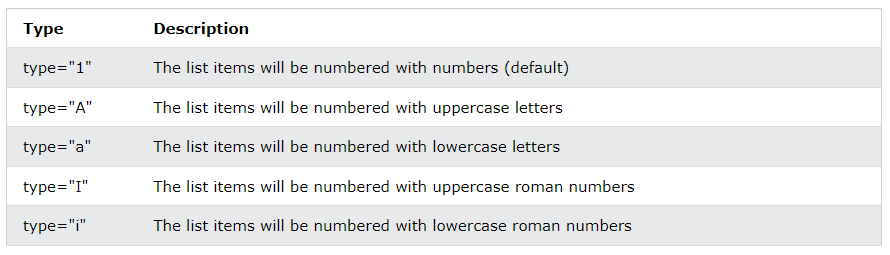 Type Description
type="1" The list items will be numbered with numbers (default)
type="A" The list items will be numbered with uppercase letters
type="a" The list items will be numbered with lowercase letters
type="I" The list items will be numbered with uppercase roman numbers
type="i" The list items will be numbered with lowercase roman numbers